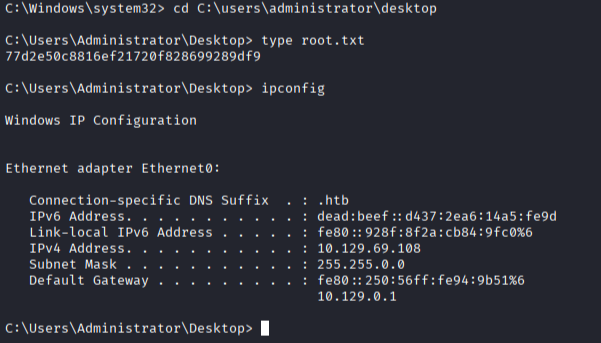 C:\Windows\system32> cd C:\users\administrator\desktop
C:\Users\Administrator\Desktop> type root.txt
77d2e50c8816ef21720f828699289df9
C:\Users\Administrator\Desktop> ipconfig
Windows IP Configuration
Ethernet adapter Ethernet0:
Connection-specific DNS Suffix  . : .htb
IPv6 Address. . . . . . . . . . . : dead:beef::d437:2ea6:14a5:fe9d
Link-local IPv6 Address . . . . . : fe80::928f:8f2a:cb84:9fc0%6
IPv4 Address. . . . . . . . . . . : 10.129.69.108
Subnet Mask . . . . . . . . . . . : 255.255.0.0
Default Gateway . . . . . . . . . : fe80::250:56ff:fe94:9b51%6
10.129.0.1
C:\Users\Administrator\Desktop>